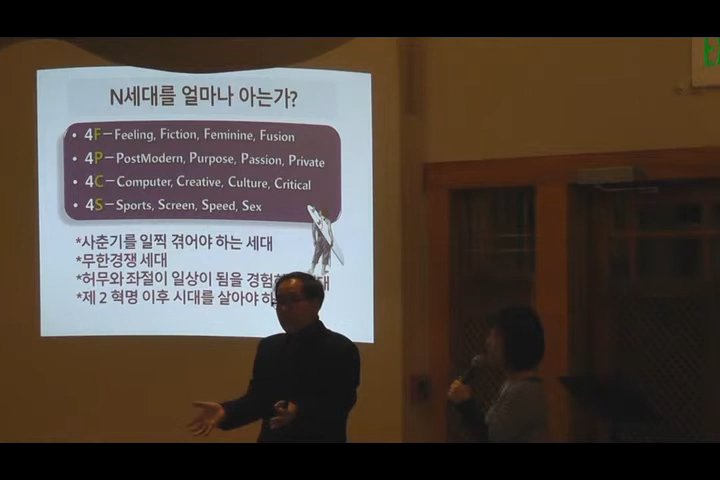 N세대를 얼마나 아는가?
• 4F－Feeling, Fiction, Feminine, Fusion
• 4P－PostModern, Purpose, Passion, Private
• 4C－Computer, Creative, Culture, Critical
• 4S－Sports, Screen, Speed, Sex
*사춘기를 일찍 겪어야 하는 세대
*무한경쟁 세대
*허무와 좌절이 일상이 됨을 경험
*제 2 혁명 이후 시대를 살아야